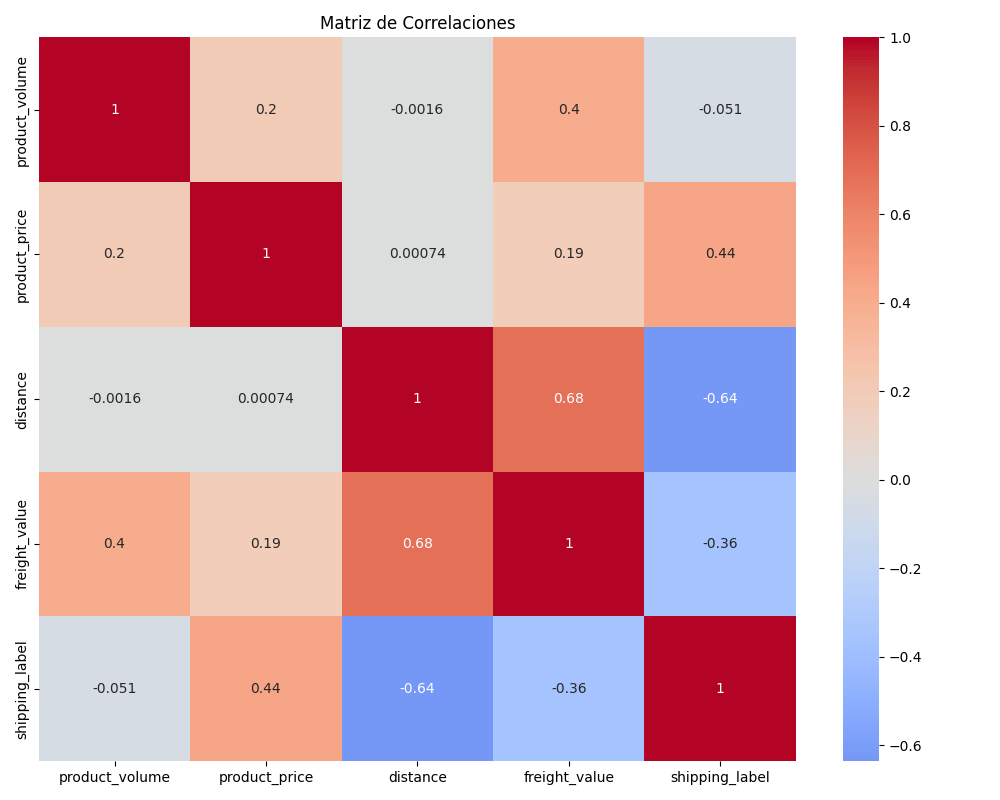 Matriz de Correlaciones
product_volume 1 0.2 -0.0016 0.4 -0.051
product_price 0.2 1 0.00074 0.19 0.44
distance -0.0016 0.00074 1 0.68 -0.64
freight_value 0.4 0.19 0.68 1 -0.36
shipping_label -0.051 0.44 -0.64 -0.36 1
product_volume product_price distance freight_value shipping_label
1.0
0.8
0.6
0.4
0.2
0.0
−0.2
−0.4
−0.6